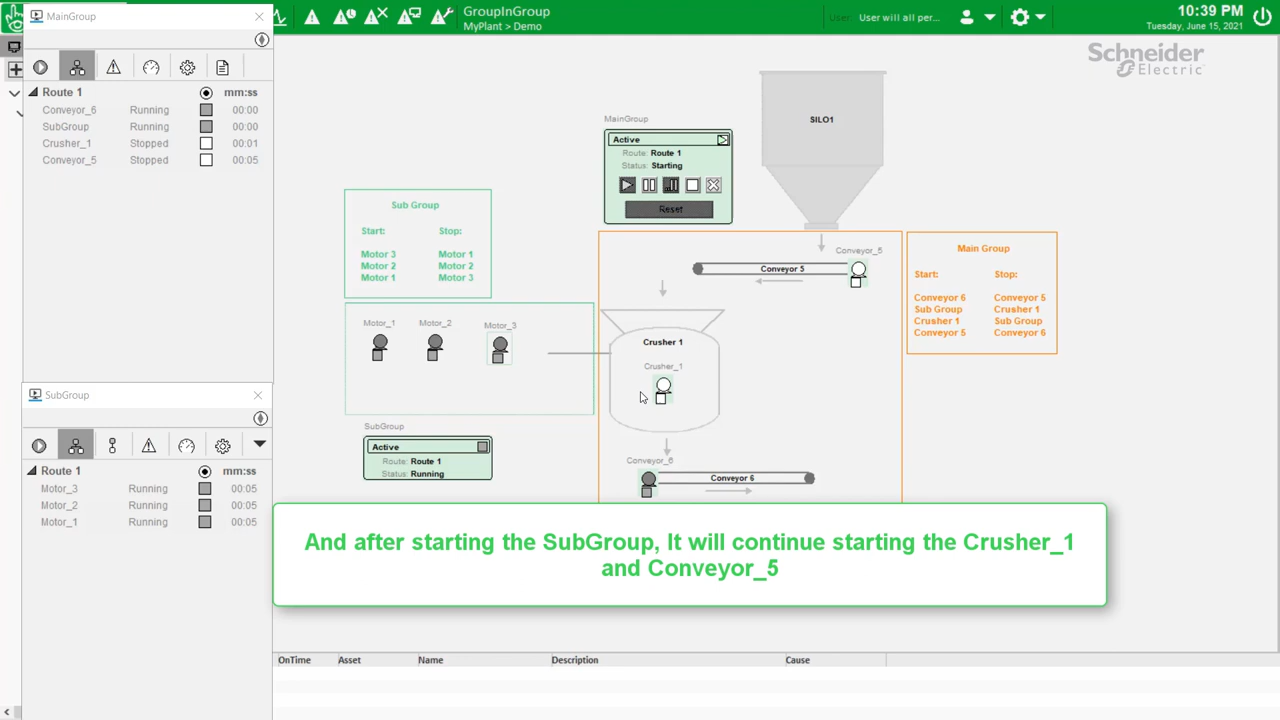 MainGroup
GroupInGroup
MyPlant > Demo
User: User will all per...
10:39 PM
Tuesday, June 15, 2021
Schneider
Electric
Route 1 mm:ss
Conveyor_6 Running 00:00
SubGroup Running 00:00
Crusher_1 Stopped 00:01
Conveyor_5 Stopped 00:05
MainGroup
Active
Route: Route 1
Status: Starting
Reset
SILO1
Sub Group
Start: Stop:
Motor 3 Motor 1
Motor 2 Motor 2
Motor 1 Motor 3
Conveyor_5
Conveyor 5
Main Group
Start: Stop:
Conveyor 6 Conveyor 5
Sub Group Crusher 1
Crusher 1 Sub Group
Conveyor 5 Conveyor 6
Motor_1 Motor_2 Motor_3
Crusher 1
Crusher_1
SubGroup
Active
Route: Route 1
Status: Running
Conveyor_6
Conveyor 6
SubGroup
Route 1 mm:ss
Motor_3 Running 00:05
Motor_2 Running 00:05
Motor_1 Running 00:05
And after starting the SubGroup, It will continue starting the Crusher_1
and Conveyor_5
OnTime Asset Name Description Cause